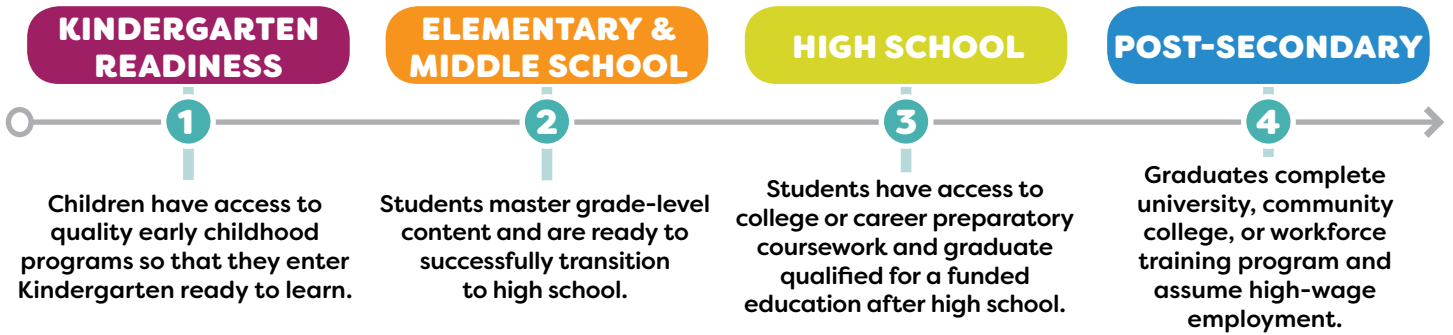 KINDERGARTEN
READINESS
1
Children have access to
quality early childhood
programs so that they enter
Kindergarten ready to learn.
ELEMENTARY &
MIDDLE SCHOOL
2
Students master grade-level
content and are ready to
successfully transition
to high school.
HIGH SCHOOL
3
Students have access to
college or career preparatory
coursework and graduate
qualified for a funded
education after high school.
POST-SECONDARY
4
Graduates complete
university, community
college, or workforce
training program and
assume high-wage
employment.